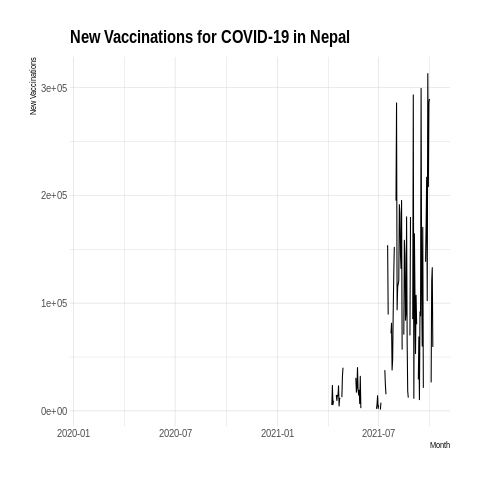 New Vaccinations for COVID-19 in Nepal
New Vaccinations
3e+05
2e+05
1e+05
0e+00
2020-01 2020-07 2021-01 2021-07
Month